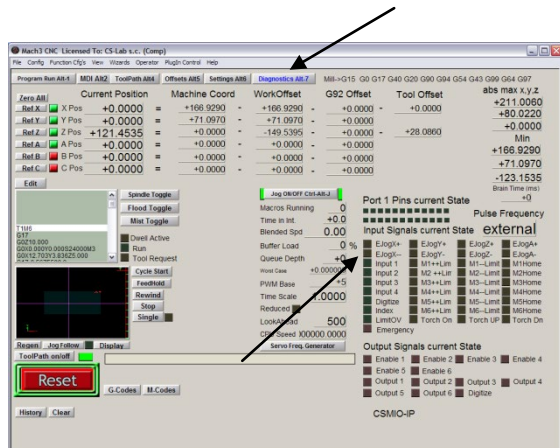 Mach3 CNC Licensed To: CS-Lab s.c. (Comp)
File Config Function Cfg's View Wizards Operator PlugIn Control Help
Program Run Alt-1 MDI Alt2 ToolPath Alt4 Offsets Alt5 Settings Alt6 Diagnostics Alt-7 Mill->G15 G0 G17 G40 G20 G90 G94 G54 G43 G99 G64 G97
Zero All Current Position Machine Coord WorkOffset G92 Offset Tool Offset abs max x,y,z
Ref X X Pos +0.0000 = +166.9290 - +166.9290 - +0.0000 - +0.0000 +211.0060
Ref Y Y Pos +0.0000 = +71.0970 - +71.0970 - +0.0000 +80.0220
Ref Z Z Pos +121.4535 = +0.0000 - -149.5395 - +0.0000 - +28.0860 +0.0000
Min
Ref A A Pos +0.0000 = +0.0000 - +0.0000 - +0.0000 +166.9290
Ref B B Pos +0.0000 = +0.0000 - +0.0000 - +0.0000 +71.0970
Ref C C Pos +0.0000 = +0.0000 - +0.0000 - +0.0000 -123.1535
Brain Time (ms)
+0
Edit
Spindle Toggle
Flood Toggle
Mist Toggle
T1M6
G17
G0Z10.000
Dwell Active
Run
Tool Request
Cycle Start
FeedHold
Rewind
Stop
Single
Regen Jog Follow Display
ToolPath on/off
Reset
G-Codes M-Codes
History Clear
Jog ON/OFF Ctrl-Alt-J
Macros Running 0
Time in Int. +0.0
Blended Spd 0.00
Buffer Load 0 %
Queue Depth +0
Worst Case +0.000000
PWM Base +5
Time Scale 1.0000
Reduced
LookAhead 500
CPU Speed
Servo Freq. Generator
Port 1 Pins current State
Pulse Frequency
Input Signals current State external
EJogX+ EJogY+ EJogZ+ EJogA+
EJogX-- EJogY- EJogZ- EJogA-
Input 1 M1++Lim M1--Limit M1Home
Input 2 M2 ++Lim M2--Limit M2Home
Input 3 M3++Lim M3--Limit M3Home
Input 4 M4++Lim M4--Limit M4Home
Digitize M5++Lim M5--Limit M5Home
Index M6++Lim M6--Limit M6Home
LimitOV Torch On Torch UP Torch On
Emergency
Output Signals current State
Enable 1 Enable 2 Enable 3 Enable 4
Enable 5 Enable 6
Output 1 Output 2 Output 3 Output 4
Output 5 Output 6 Digitize
CSMIO-IP